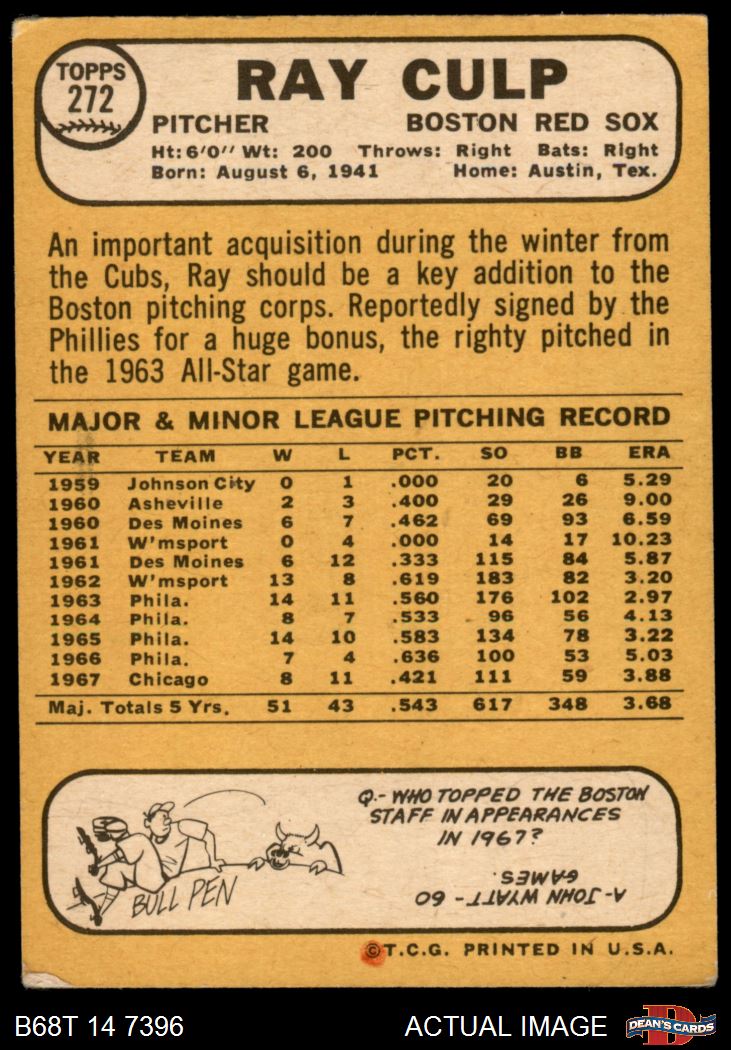 TOPPS
272
RAY CULP
PITCHER BOSTON RED SOX
Ht: 6'0" Wt: 200 Throws: Right Bats: Right
Born: August 6, 1941 Home: Austin, Tex.
An important acquisition during the winter from
the Cubs, Ray should be a key addition to the
Boston pitching corps. Reportedly signed by the
Phillies for a huge bonus, the righty pitched in
the 1963 All-Star game.
MAJOR & MINOR LEAGUE PITCHING RECORD
YEAR TEAM W L PCT. SO BB ERA
1959 Johnson City 0 1 .000 20 6 5.29
1960 Asheville 2 3 .400 29 26 9.00
1960 Des Moines 6 7 .462 69 93 6.59
1961 W'msport 0 4 .000 14 17 10.23
1961 Des Moines 6 12 .333 115 84 5.87
1962 W'msport 13 8 .619 183 82 3.20
1963 Phila. 14 11 .560 176 102 2.97
1964 Phila. 8 7 .533 96 56 4.13
1965 Phila. 14 10 .583 134 78 3.22
1966 Phila. 7 4 .636 100 53 5.03
1967 Chicago 8 11 .421 111 59 3.88
Maj. Totals 5 Yrs. 51 43 .543 617 348 3.68
BULL PEN
Q.- WHO TOPPED THE BOSTON
STAFF IN APPEARANCES
IN 1967?
A- JOHN WYATT - 60
GAMES.
©T.C.G. PRINTED IN U.S.A.
B68T 14 7396 ACTUAL IMAGE
D
DEAN'S CARDS